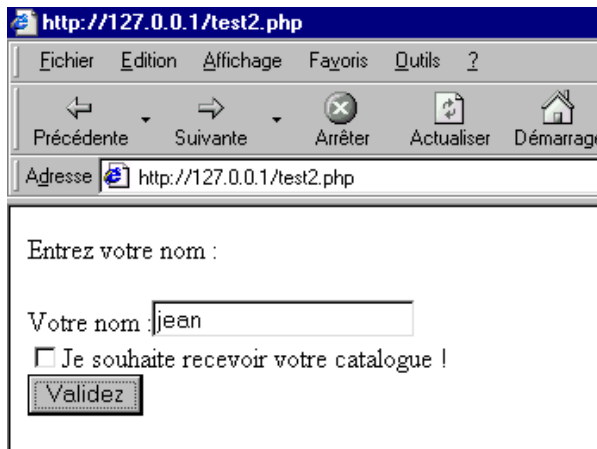 http://127.0.0.1/test2.php
Fichier Edition Affichage Favoris Outils ?
Précédente Suivante Arrêter Actualiser Démarrage
Adresse http://127.0.0.1/test2.php
Entrez votre nom :
Votre nom :jean
Je souhaite recevoir votre catalogue !
Validez